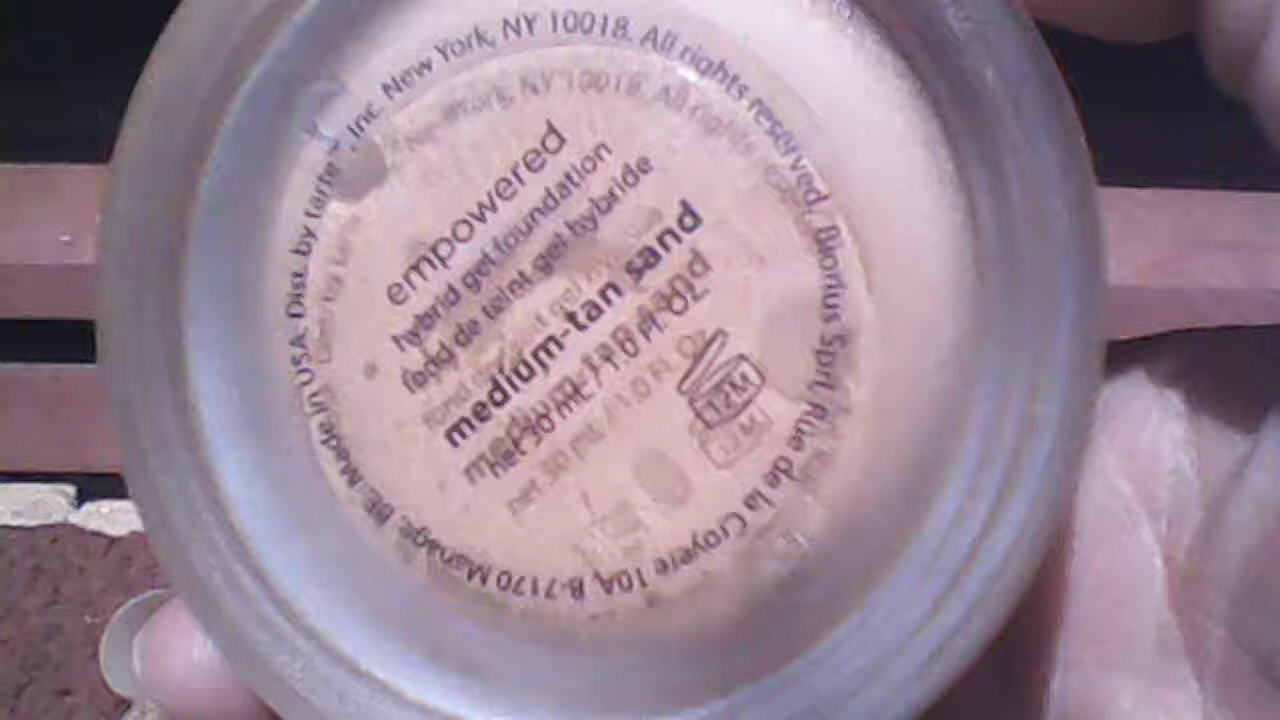 empowered
hybrid gel foundation
fond de teint gel hybride
medium-tan sand
net 30 mL / 1.0 FL OZ
12M
Dist. by tarte, Inc. New York, NY 10018. All rights reserved. Biorius Sprl, Rue de la Croyere 10A, B-7170 Manage, BE. Made in USA.